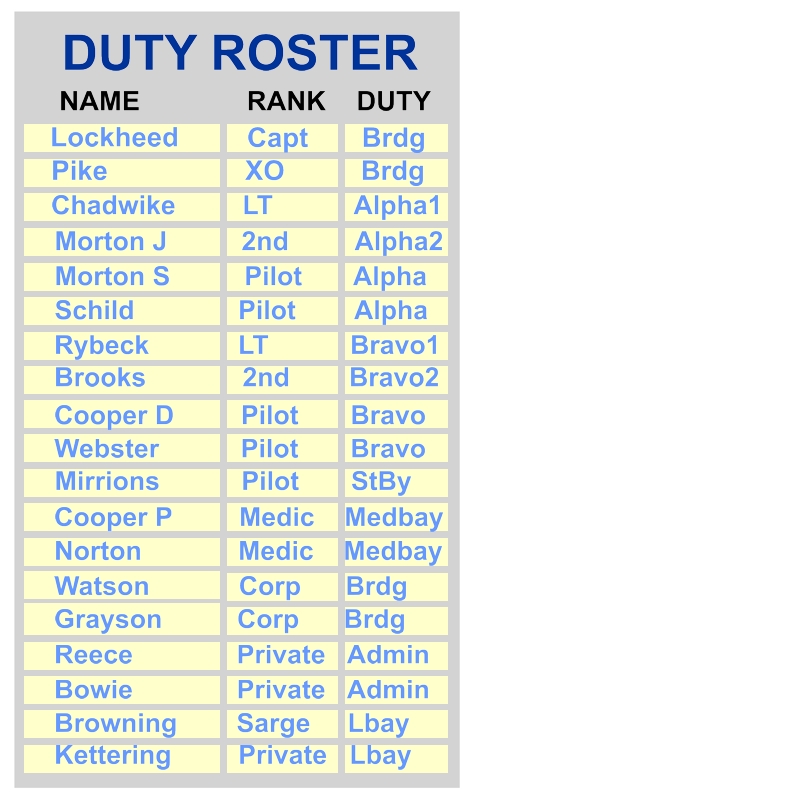 DUTY ROSTER
NAME RANK DUTY
Lockheed Capt Brdg
Pike XO Brdg
Chadwike LT Alpha1
Morton J 2nd Alpha2
Morton S Pilot Alpha
Schild Pilot Alpha
Rybeck LT Bravo1
Brooks 2nd Bravo2
Cooper D Pilot Bravo
Webster Pilot Bravo
Mirrions Pilot StBy
Cooper P Medic Medbay
Norton Medic Medbay
Watson Corp Brdg
Grayson Corp Brdg
Reece Private Admin
Bowie Private Admin
Browning Sarge Lbay
Kettering Private Lbay